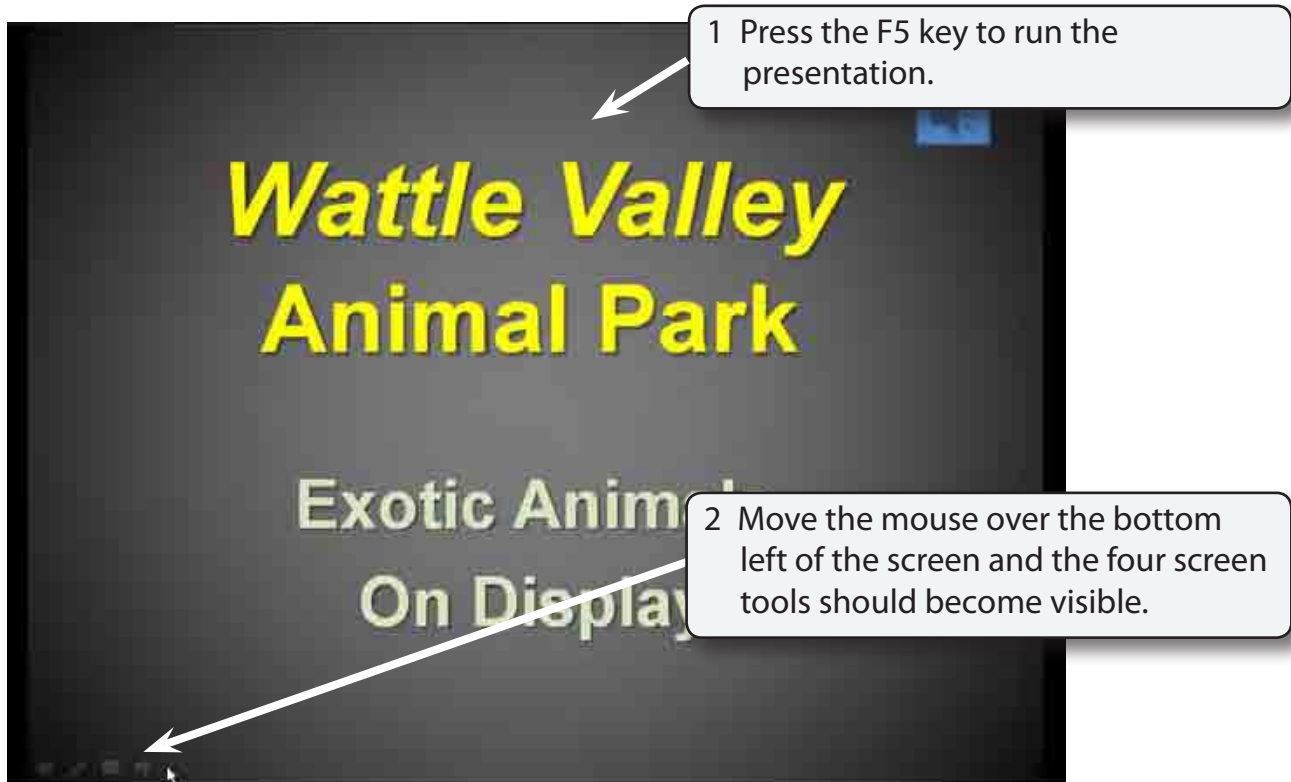 1 Press the F5 key to run the
presentation.
Wattle Valley
Animal Park
Exotic Anim
2 Move the mouse over the bottom
left of the screen and the four screen
tools should become visible.
On Display